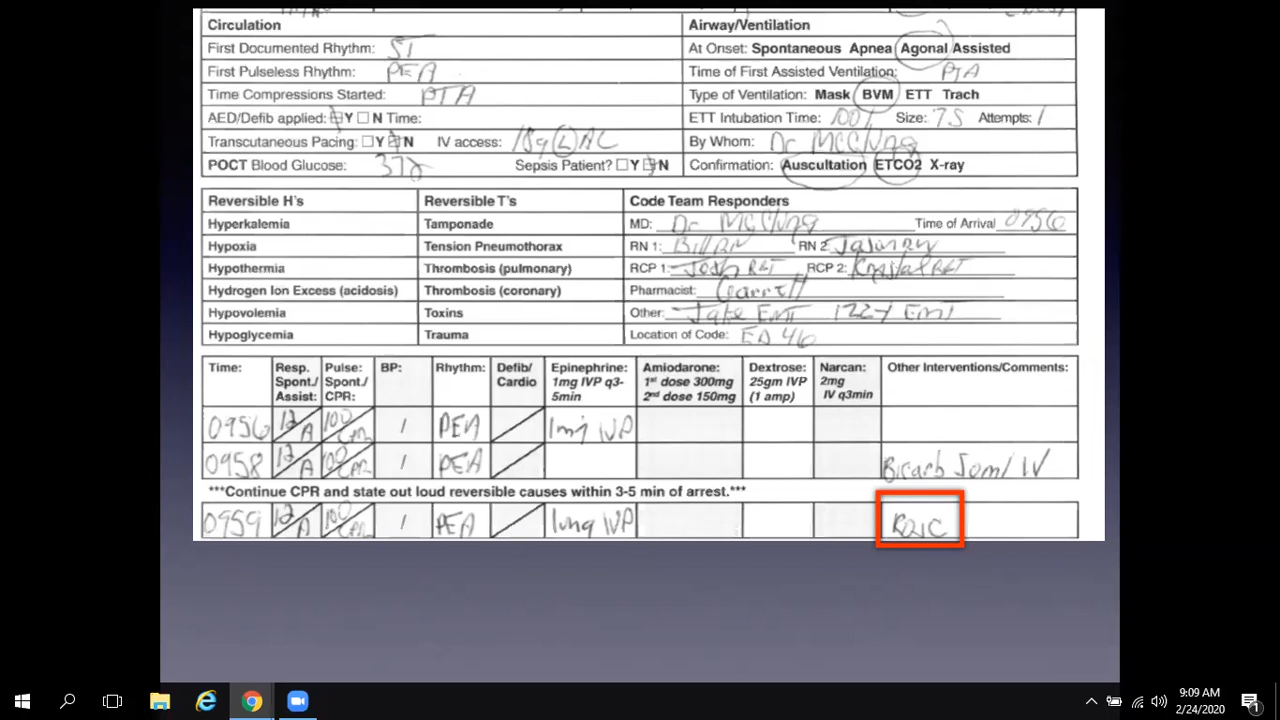 Circulation
First Documented Rhythm: ST
First Pulseless Rhythm: PEA
Time Compressions Started: PTA
AED/Defib applied: Y N Time:
Transcutaneous Pacing: Y N IV access: 18g L AC
POCT Blood Glucose: 372 Sepsis Patient? Y N
Airway/Ventilation
At Onset: Spontaneous Apnea Agonal Assisted
Time of First Assisted Ventilation: PTA
Type of Ventilation: Mask BVM ETT Trach
ETT Intubation Time: 1001 Size: 7.5 Attempts: 1
By Whom: Dr McClung
Confirmation: Auscultation ETCO2 X-ray
Reversible H's
Hyperkalemia
Hypoxia
Hypothermia
Hydrogen Ion Excess (acidosis)
Hypovolemia
Hypoglycemia
Reversible T's
Tamponade
Tension Pneumothorax
Thrombosis (pulmonary)
Thrombosis (coronary)
Toxins
Trauma
Code Team Responders
MD: Dr McClung Time of Arrival 0956
RN 1: Bill RN RN 2: Jason RN
RCP 1: Josh RCP 2: Krystal
Pharmacist: Garrett
Other: Jake EMT EMT
Location of Code: ED 46
Time: Resp. Spont./ Assist: Pulse: Spont./ CPR: BP: Rhythm: Defib/ Cardio Epinephrine: 1mg IVP q3-5min Amiodarone: 1st dose 300mg 2nd dose 150mg Dextrose: 25gm IVP (1 amp) Narcan: 2mg IV q3min Other Interventions/Comments:
0956 12/A 100/CPR / PEA 1mg IVP
0958 12/A 100/CPR / PEA Bicarb 50ml IV
***Continue CPR and state out loud reversible causes within 3-5 min of arrest.***
0959 12/A 100/CPR / PEA 1mg IVP ROSC
9:09 AM
2/24/2020
1